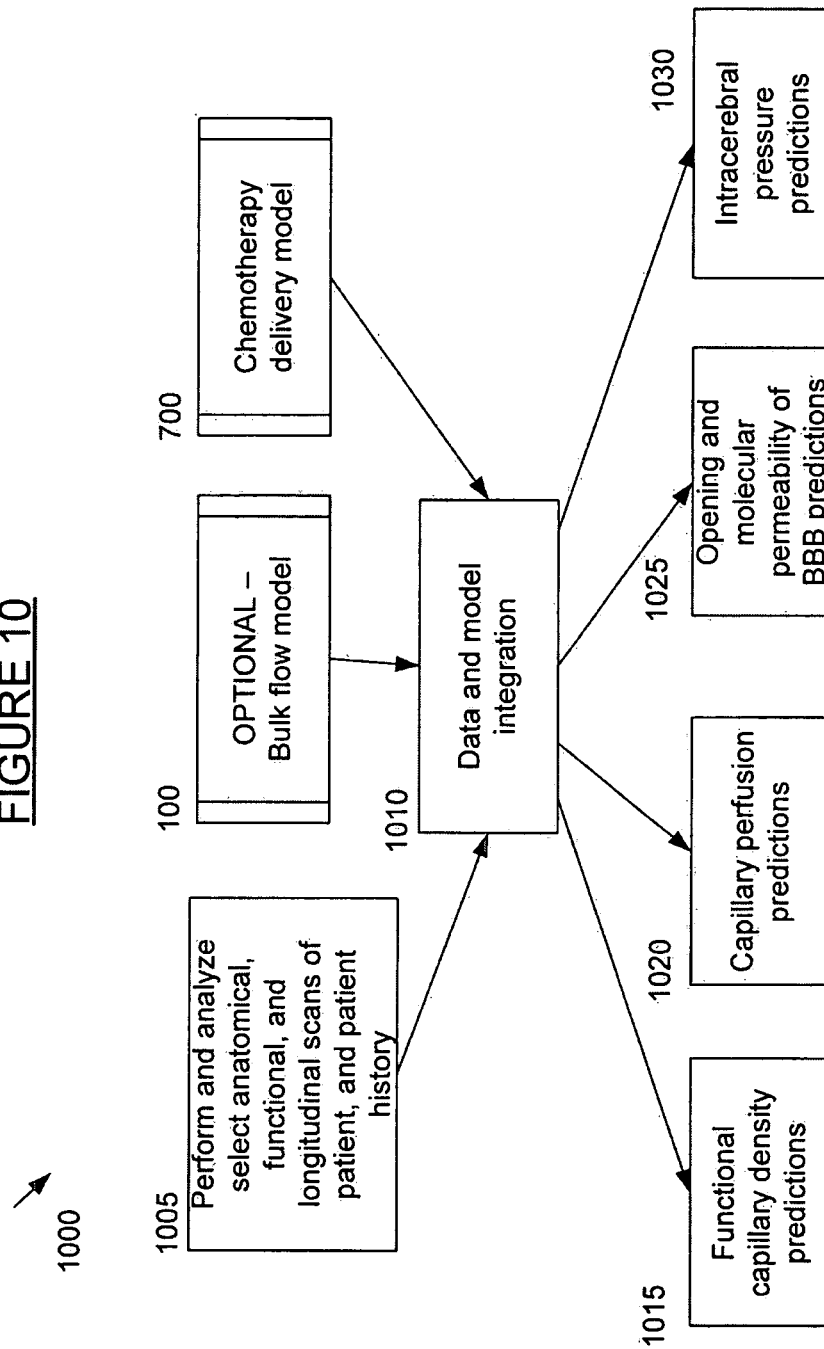 FIGURE 10
1000
1005
Perform and analyze
select anatomical,
functional, and
longitudinal scans of
patient, and patient
history
100
OPTIONAL –
Bulk flow model
700
Chemotherapy
delivery model
1010
Data and model
integration
1015
Functional
capillary density
predictions
1020
Capillary perfusion
predictions
1025
Opening and
molecular
permeability of
BBB predictions
1030
Intracerebral
pressure
predictions